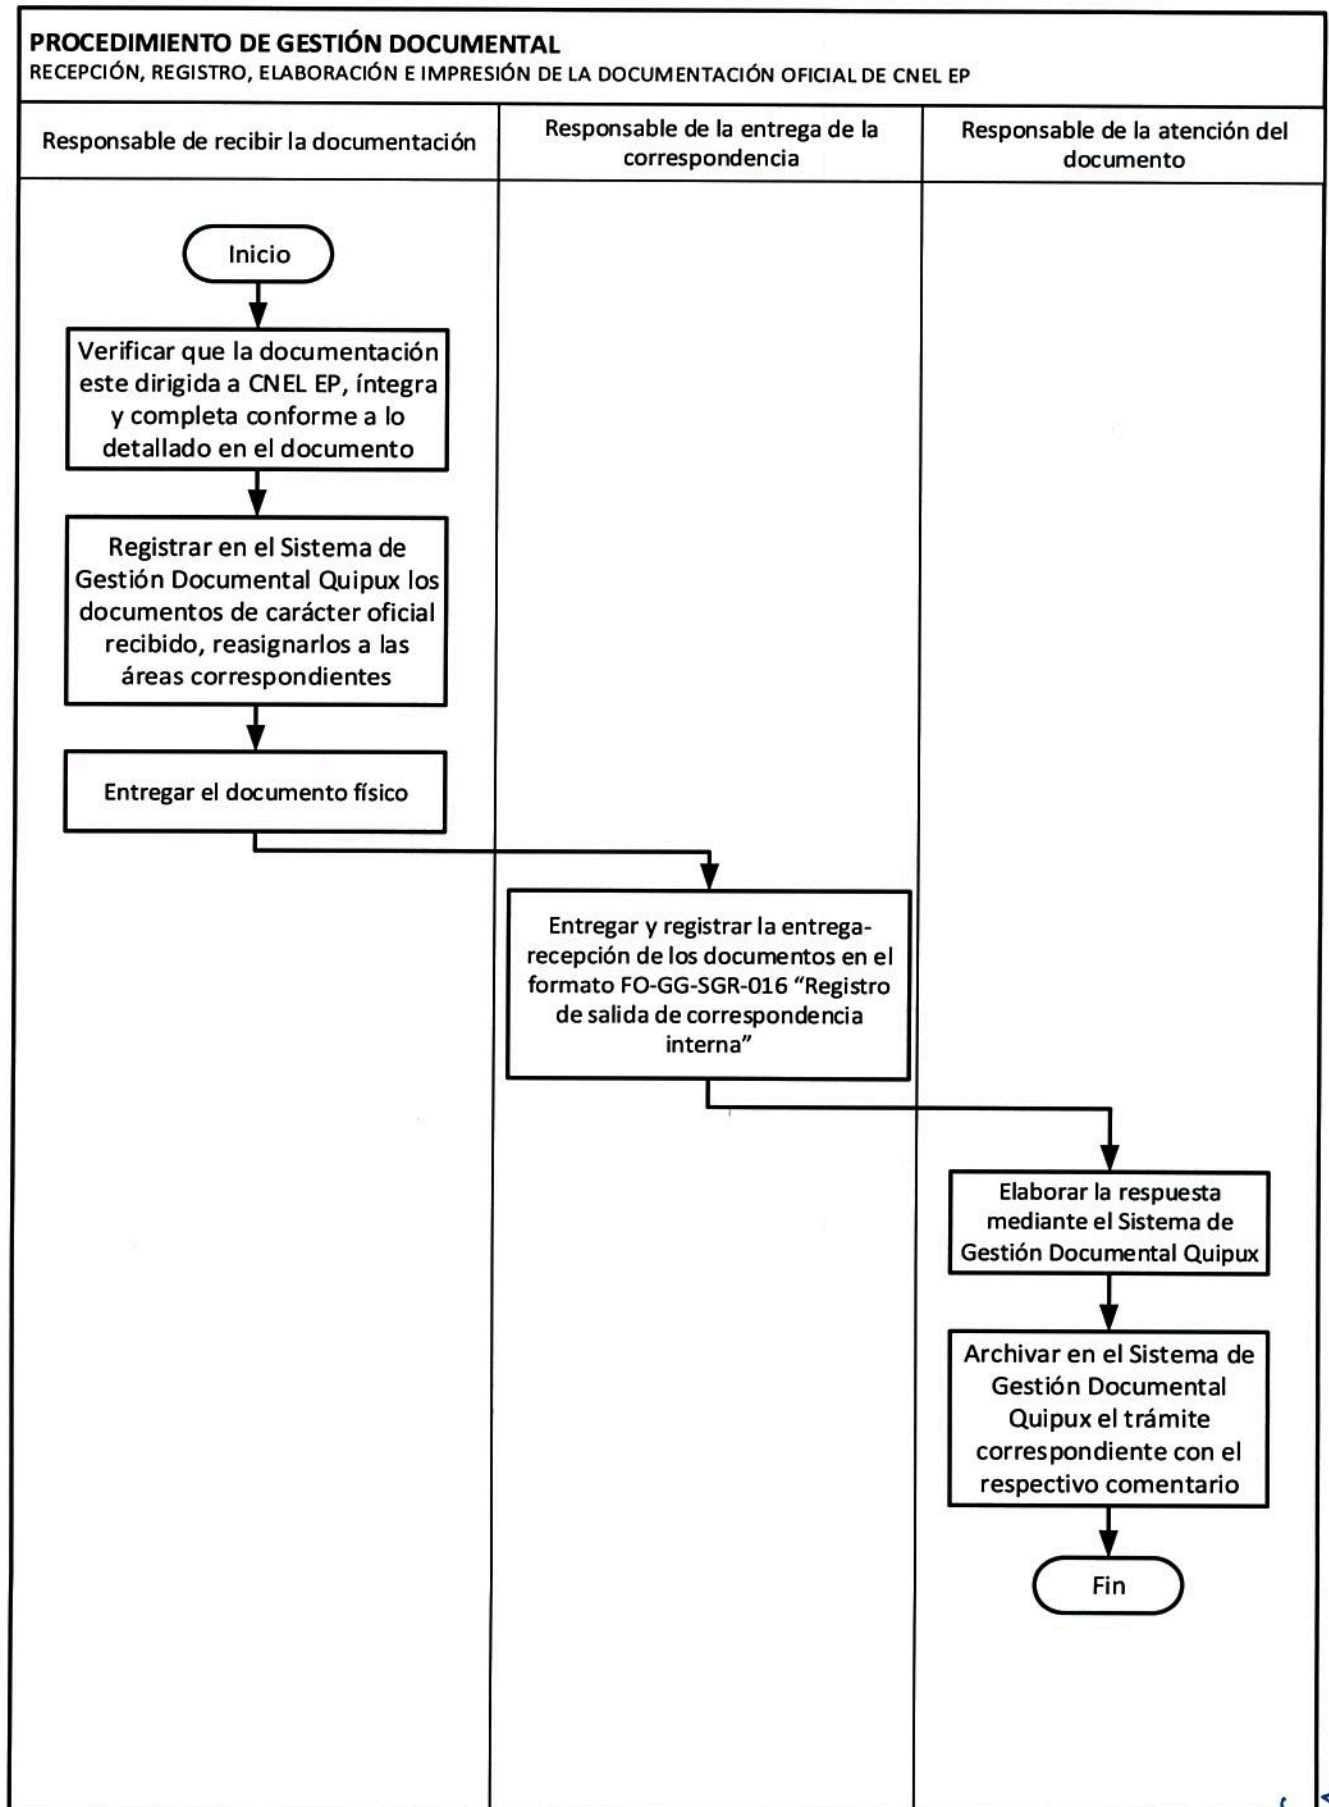 PROCEDIMIENTO DE GESTIÓN DOCUMENTAL
RECEPCIÓN, REGISTRO, ELABORACIÓN E IMPRESIÓN DE LA DOCUMENTACIÓN OFICIAL DE CNEL EP
Responsable de recibir la documentación
Responsable de la entrega de la
correspondencia
Responsable de la atención del
documento
Inicio
Verificar que la documentación
este dirigida a CNEL EP, íntegra
y completa conforme a lo
detallado en el documento
Registrar en el Sistema de
Gestión Documental Quipux los
documentos de carácter oficial
recibido, reasignarlos a las
áreas correspondientes
Entregar el documento físico
Entregar y registrar la entrega-
recepción de los documentos en el
formato FO-GG-SGR-016 “Registro
de salida de correspondencia
interna”
Elaborar la respuesta
mediante el Sistema de
Gestión Documental Quipux
Archivar en el Sistema de
Gestión Documental
Quipux el trámite
correspondiente con el
respectivo comentario
Fin